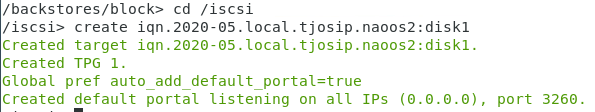 /backstores/block> cd /iscsi
/iscsi> create iqn.2020-05.local.tjosip.naoos2:disk1
Created target iqn.2020-05.local.tjosip.naoos2:disk1.
Created TPG 1.
Global pref auto_add_default_portal=true
Created default portal listening on all IPs (0.0.0.0), port 3260.